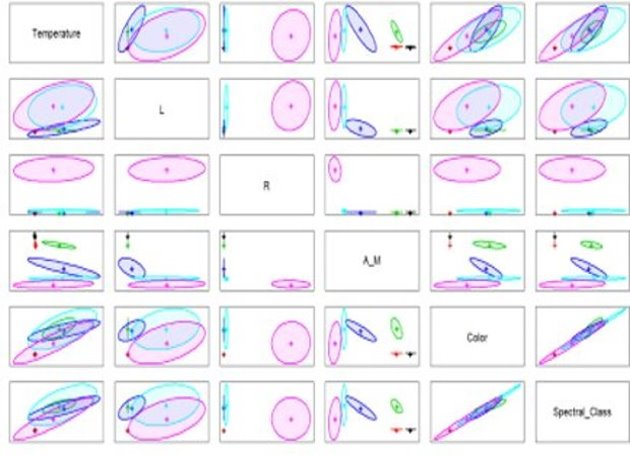 Temperature
L
R
A_M
Color
Spectral_Class